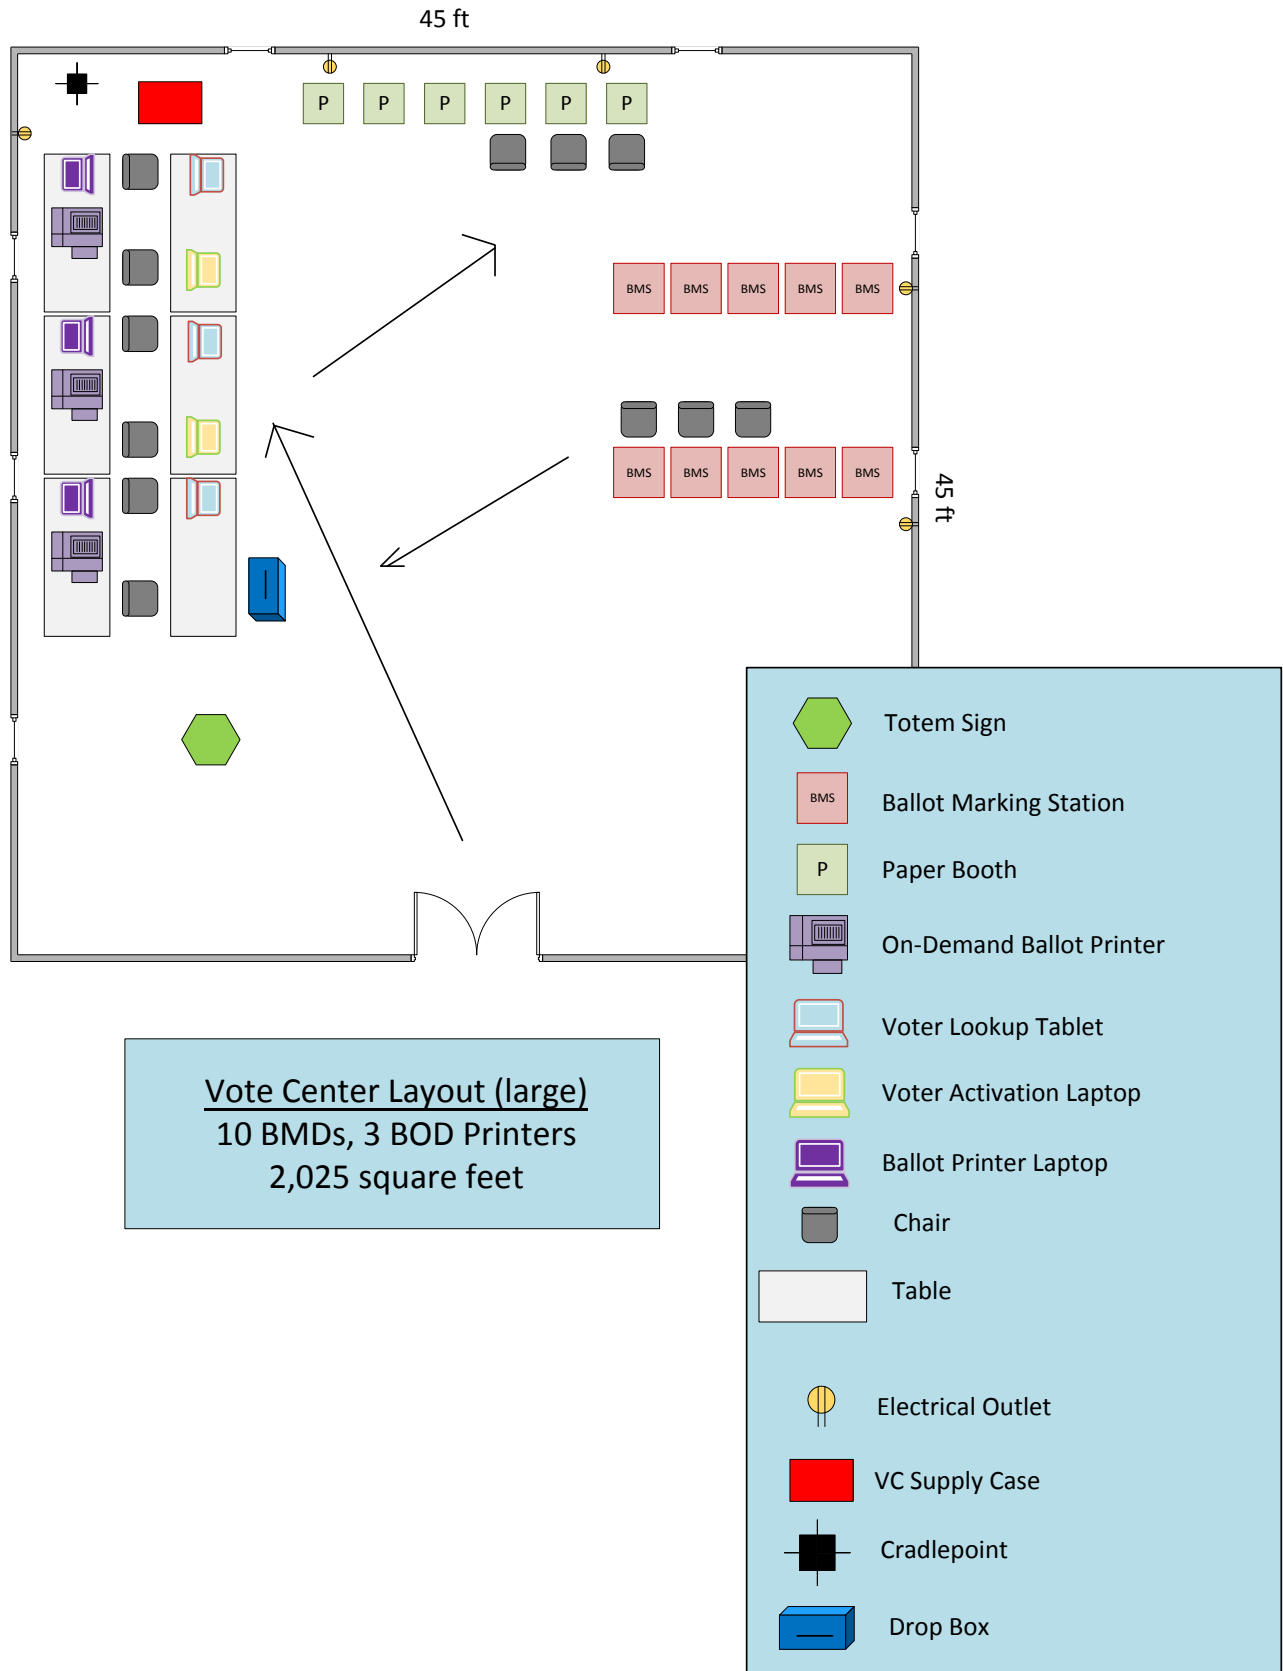 45 ft
P P P P P P
BMS BMS BMS BMS BMS
BMS BMS BMS BMS BMS
45 ft
Totem Sign
BMS Ballot Marking Station
P Paper Booth
On-Demand Ballot Printer
Voter Lookup Tablet
Voter Activation Laptop
Ballot Printer Laptop
Chair
Table
Electrical Outlet
VC Supply Case
Cradlepoint
Drop Box
Vote Center Layout (large)
10 BMDs, 3 BOD Printers
2,025 square feet